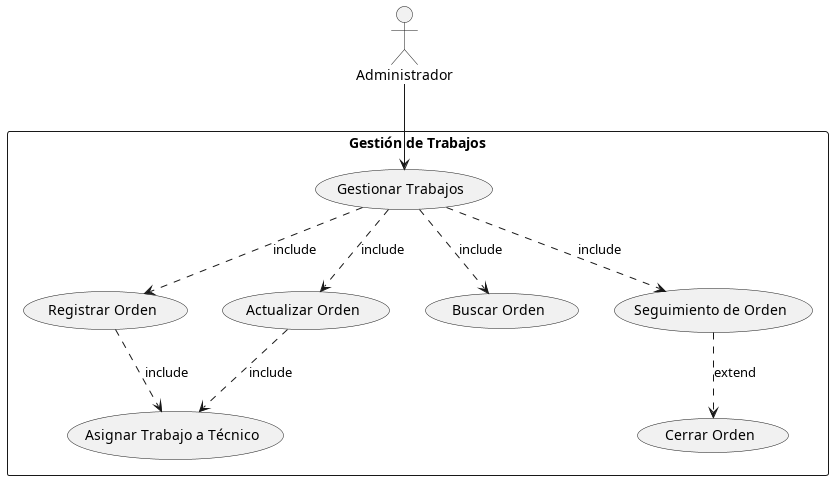 Administrador
Gestión de Trabajos
Gestionar Trabajos
include
include
include
include
Registrar Orden
Actualizar Orden
Buscar Orden
Seguimiento de Orden
include
include
extend
Asignar Trabajo a Técnico
Cerrar Orden